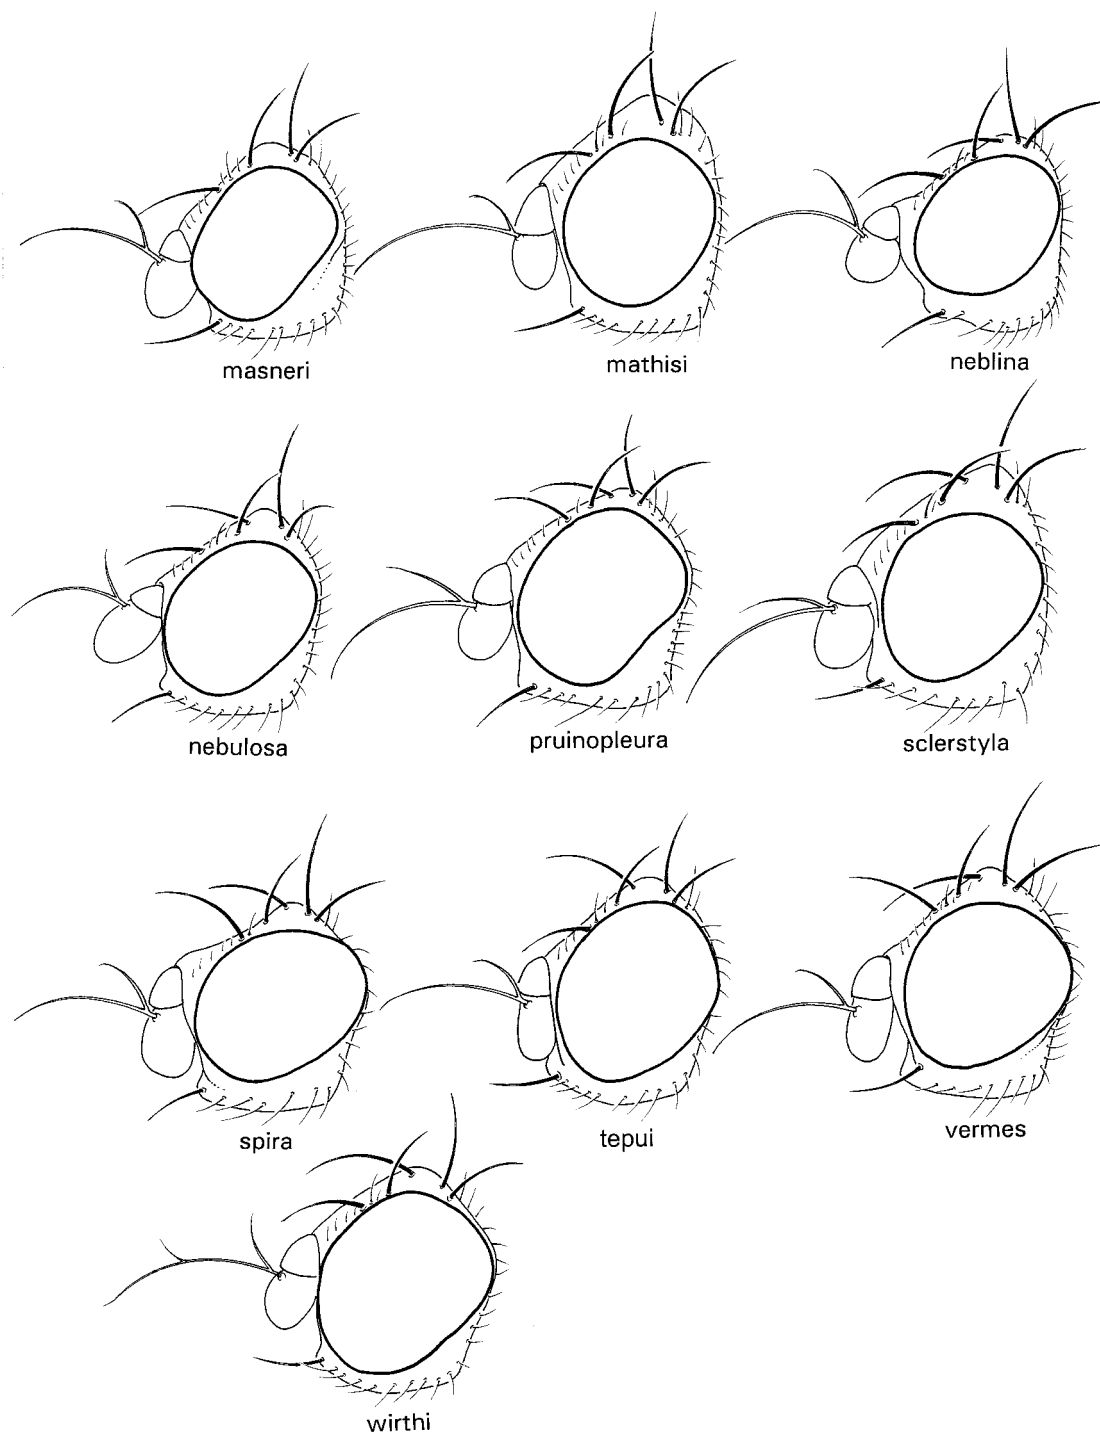 masneri
mathisi
neblina
nebulosa
pruinopleura
sclerstyla
spira
tepui
vermes
wirthi